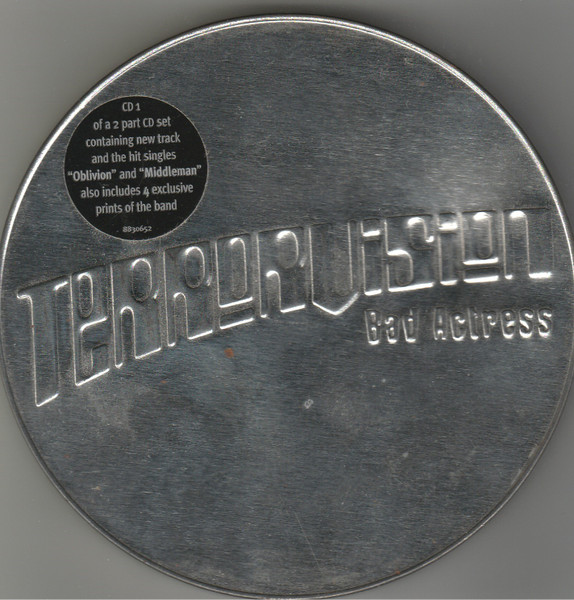 CD 1
of a 2 part CD set
containing new track
and the hit singles
"Oblivion" and "Middleman"
also includes 4 exclusive
prints of the band
8830652
TERRORVISION
Bad Actress